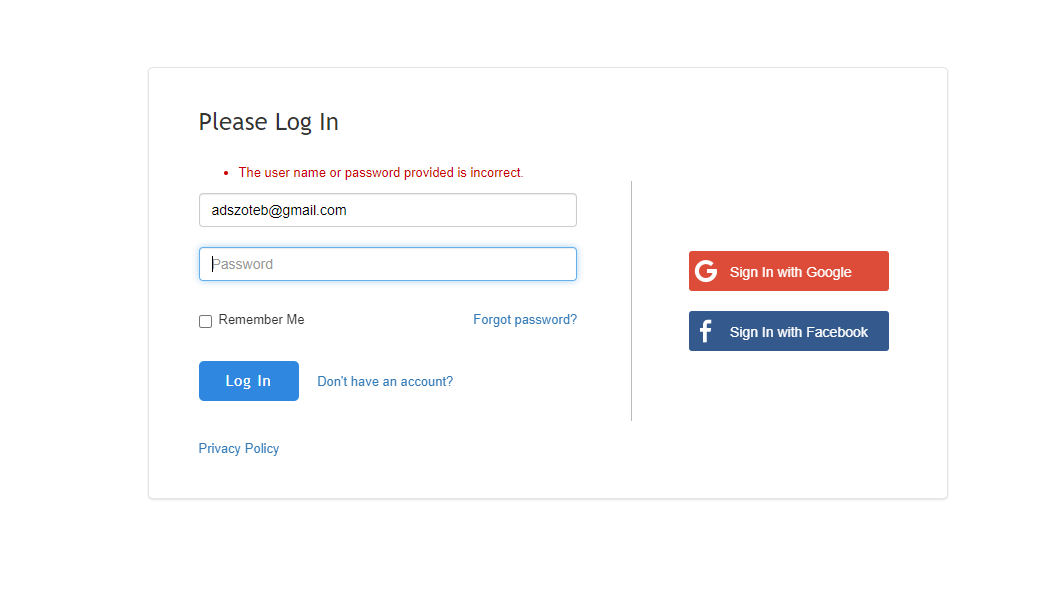 Please Log In
The user name or password provided is incorrect.
adszoteb@gmail.com
Password
Remember Me
Forgot password?
Log In
Don't have an account?
Privacy Policy
Sign In with Google
Sign In with Facebook